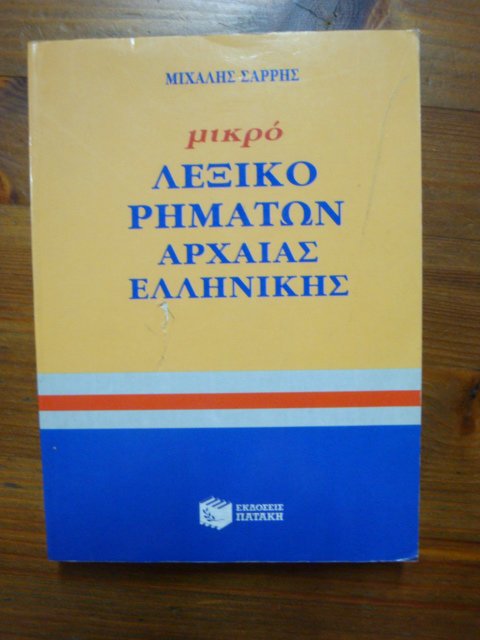 ΜΙΧΑΛΗΣ ΣΑΡΡΗΣ
μικρό
ΛΕΞΙΚΟ
ΡΗΜΑΤΩΝ
ΑΡΧΑΙΑΣ
ΕΛΛΗΝΙΚΗΣ
ΕΚΔΟΣΕΙΣ
ΠΑΤΑΚΗ